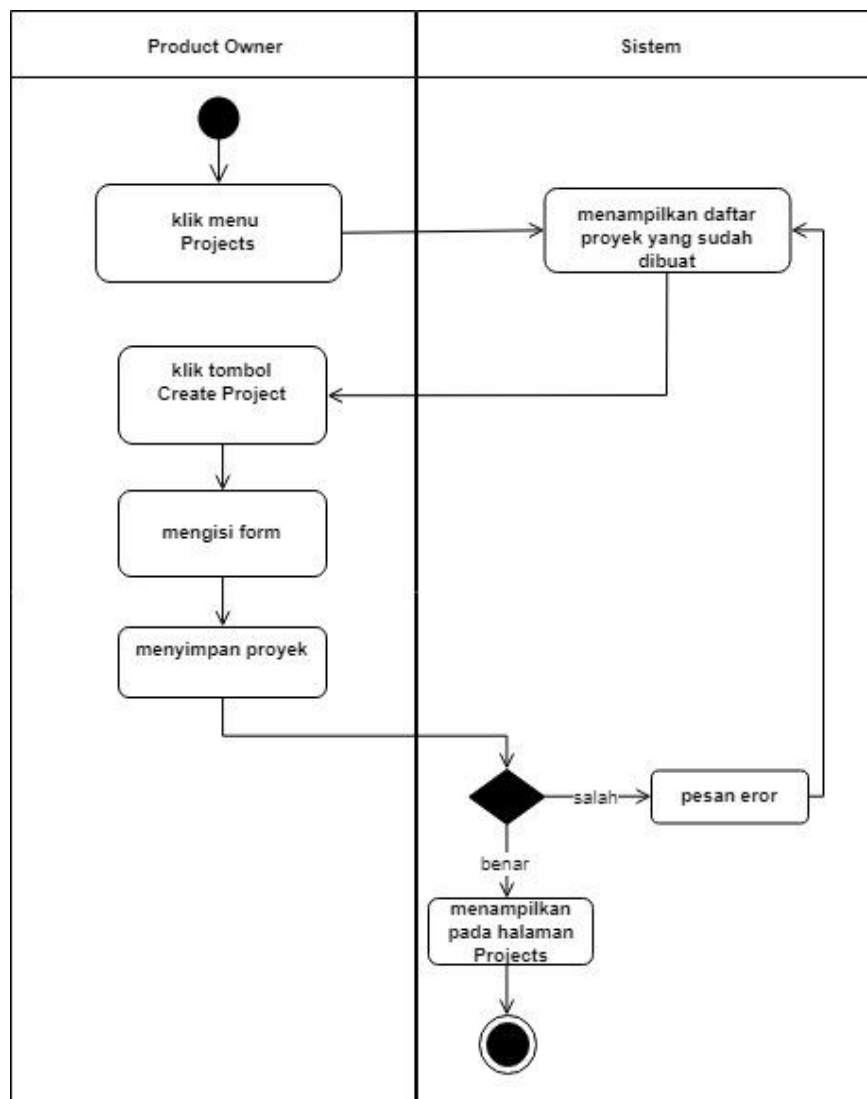 Product Owner
Sistem
klik menu
Projects
menampilkan daftar
proyek yang sudah
dibuat
klik tombol
Create Project
mengisi form
menyimpan proyek
salah
pesan eror
benar
menampilkan
pada halaman
Projects